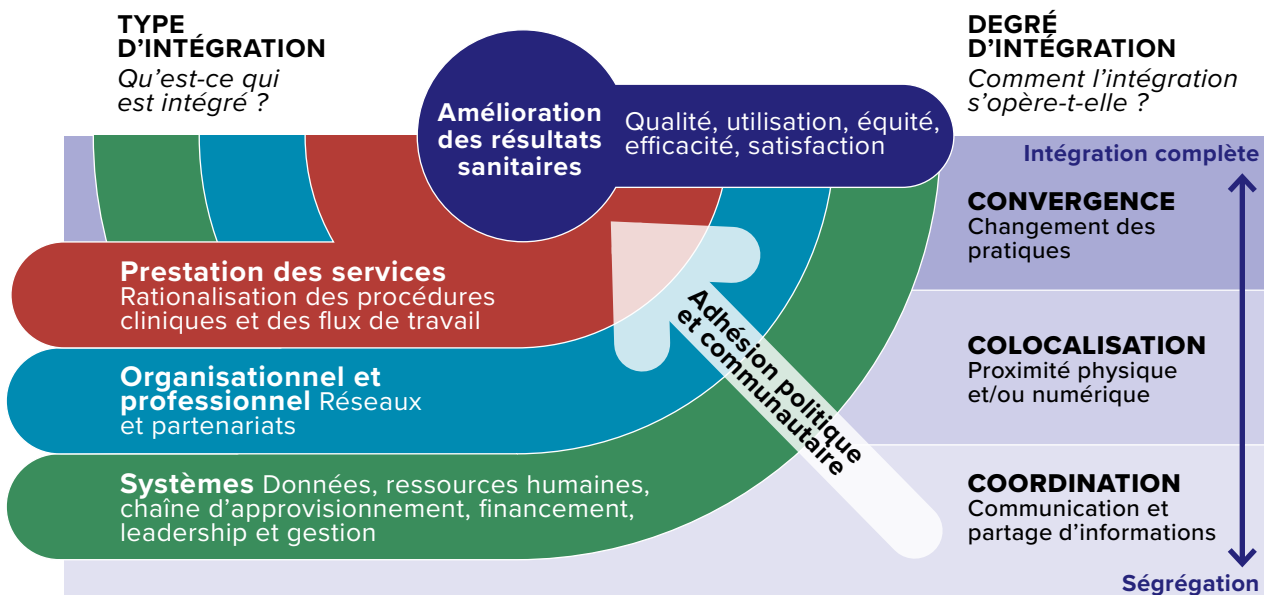 TYPE
D'INTÉGRATION
Qu'est-ce qui
est intégré ?
Amélioration
des résultats
sanitaires
Qualité, utilisation, équité,
efficacité, satisfaction
DEGRÉ
D'INTÉGRATION
Comment l'intégration
s'opère-t-elle ?
Intégration complète
CONVERGENCE
Changement des
pratiques
Prestation des services
Rationalisation des procédures
cliniques et des flux de travail
Adhésion politique
et communautaire
COLOCALISATION
Proximité physique
et/ou numérique
Organisationnel et
professionnel Réseaux
et partenariats
Systèmes Données, ressources humaines,
chaîne d'approvisionnement, financement,
leadership et gestion
COORDINATION
Communication et
partage d'informations
Ségrégation